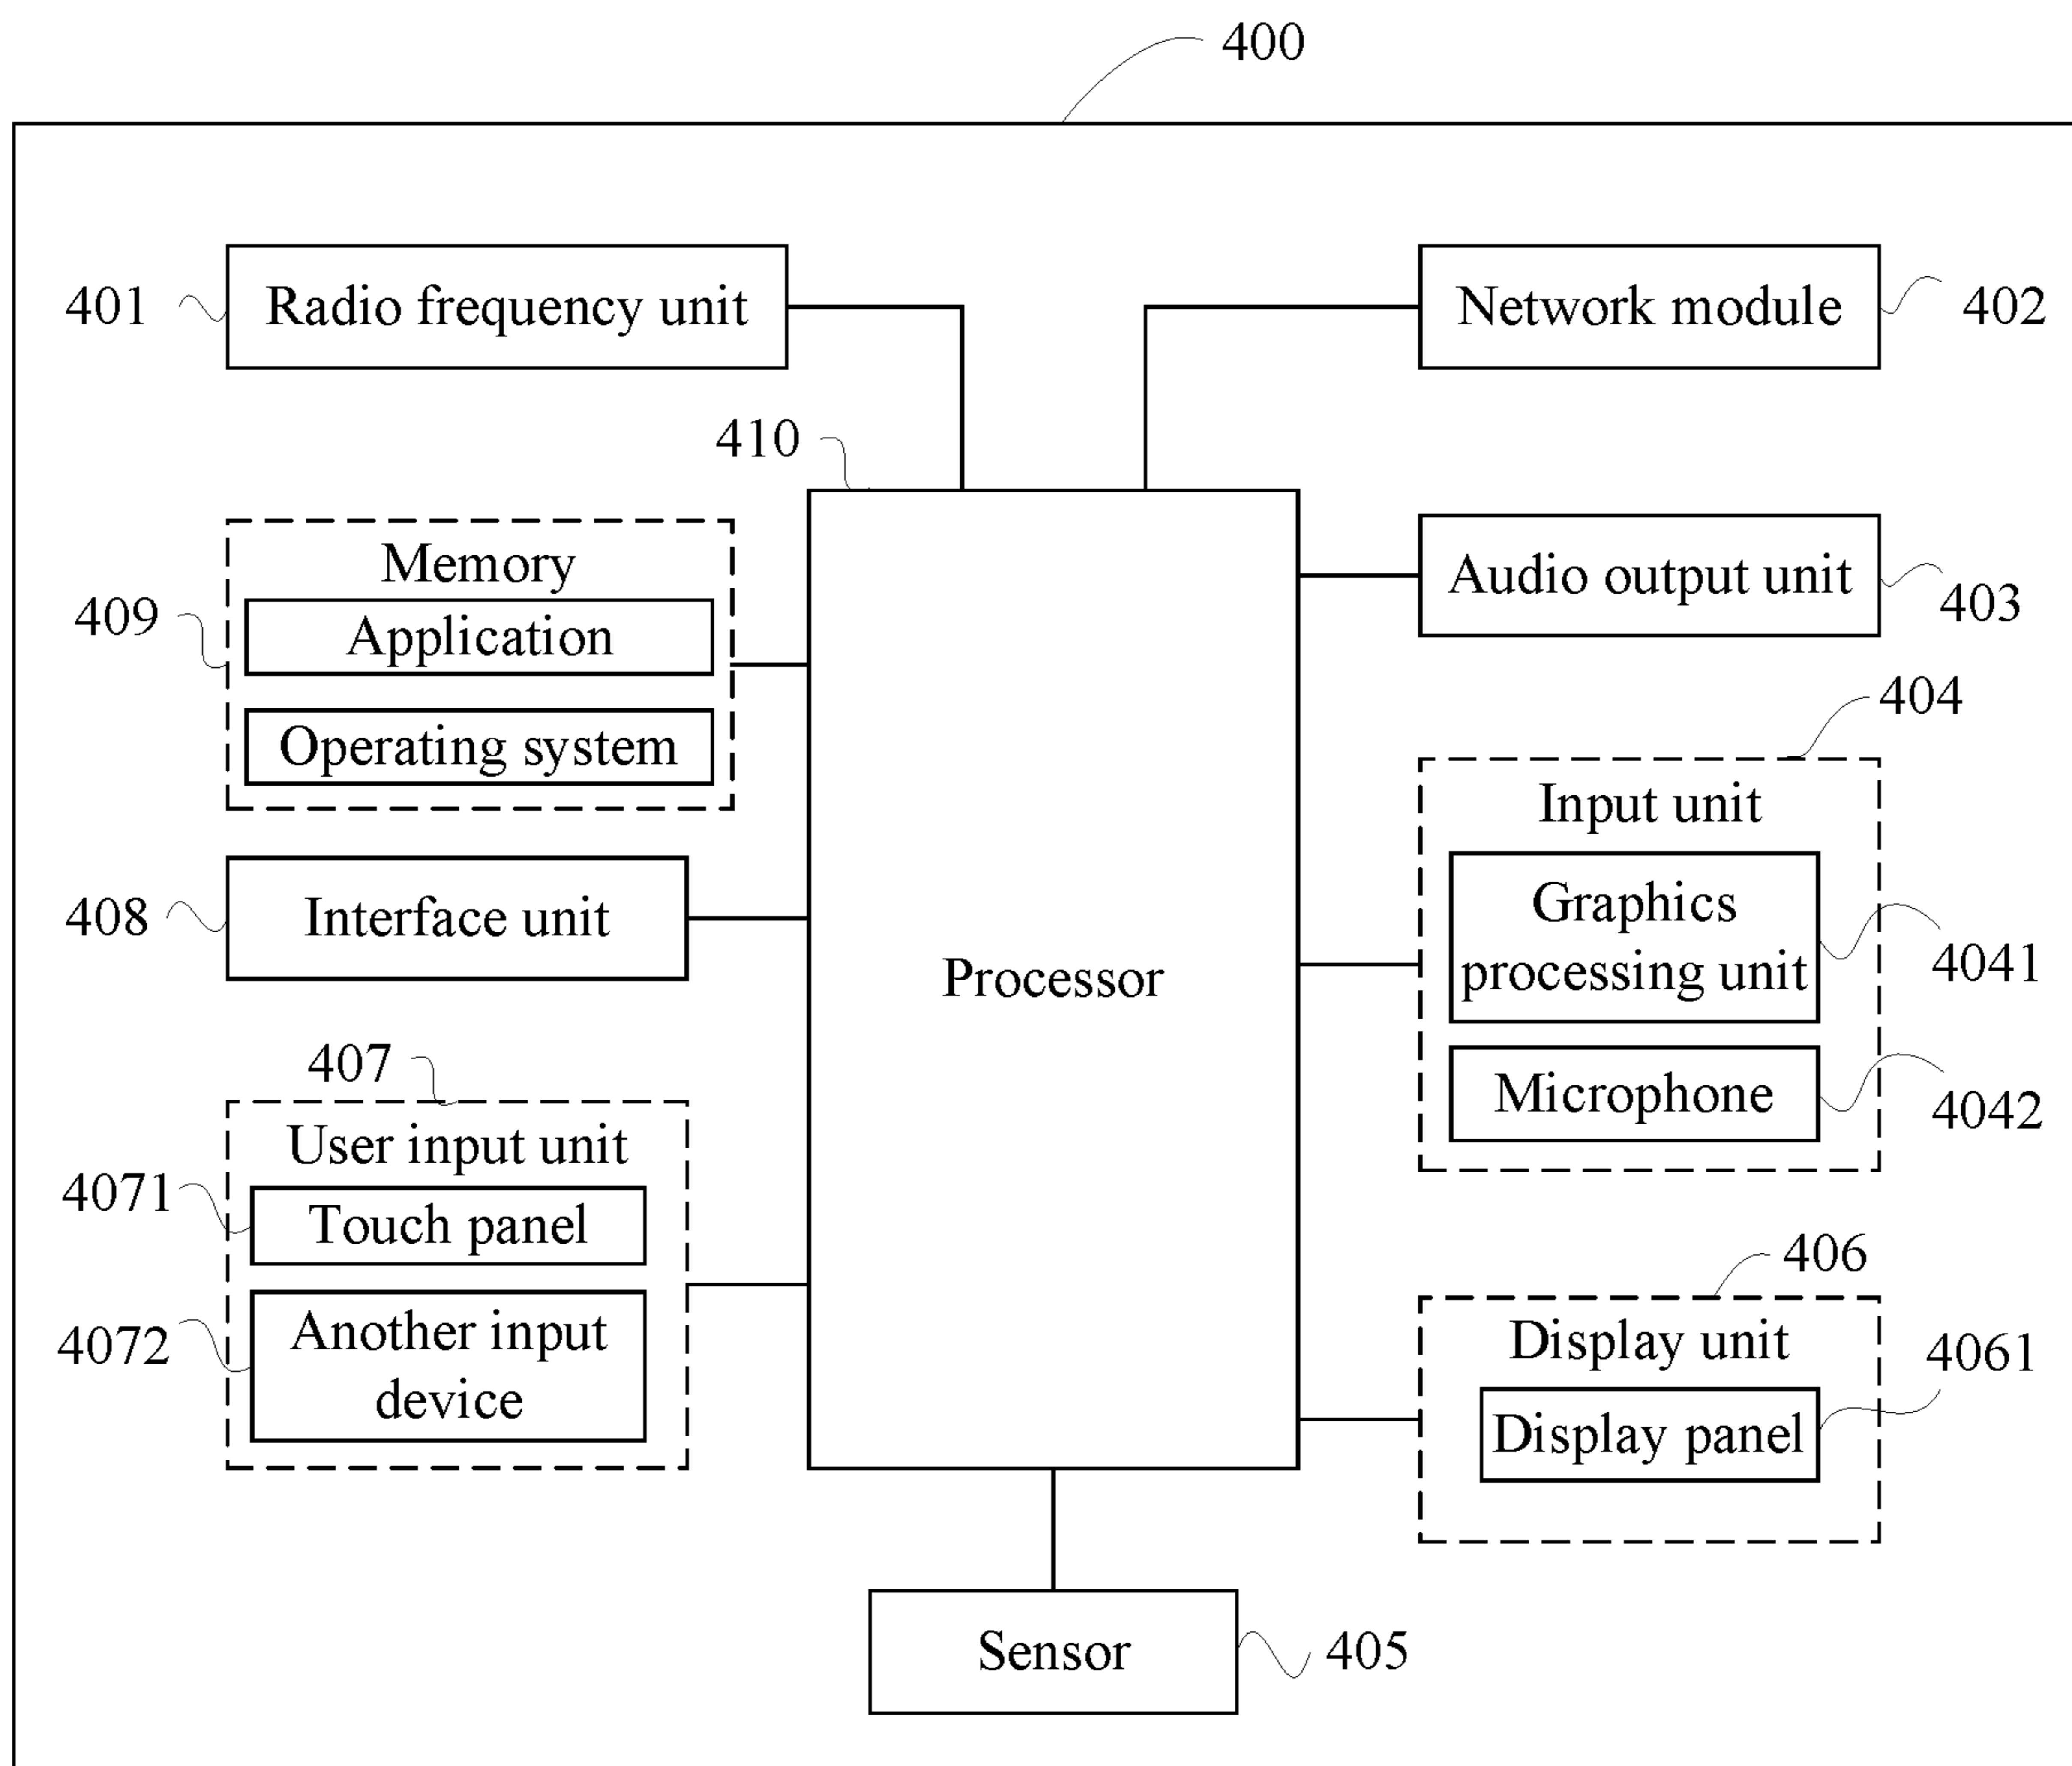 400
401
Radio frequency unit
Network module
402
410
Memory
409
Application
Operating system
Audio output unit
403
404
Input unit
Graphics
processing unit
4041
Microphone
4042
408
Interface unit
Processor
407
User input unit
4071
Touch panel
4072
Another input
device
406
Display unit
4061
Display panel
Sensor
405